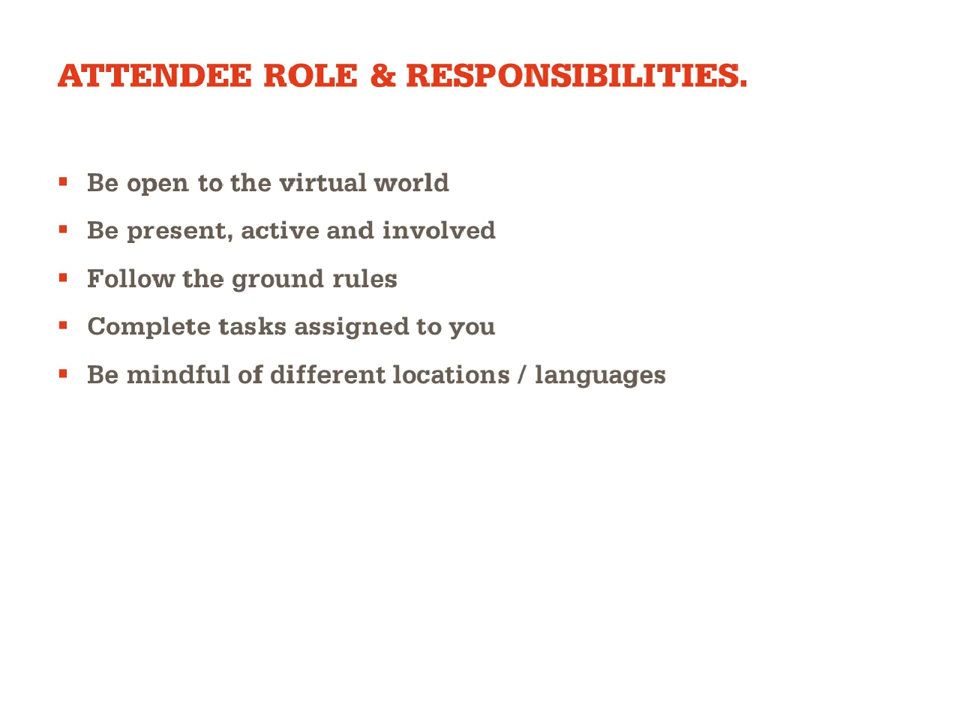 ATTENDEE ROLE & RESPONSIBILITIES.
▪ Be open to the virtual world
▪ Be present, active and involved
▪ Follow the ground rules
▪ Complete tasks assigned to you
▪ Be mindful of different locations / languages